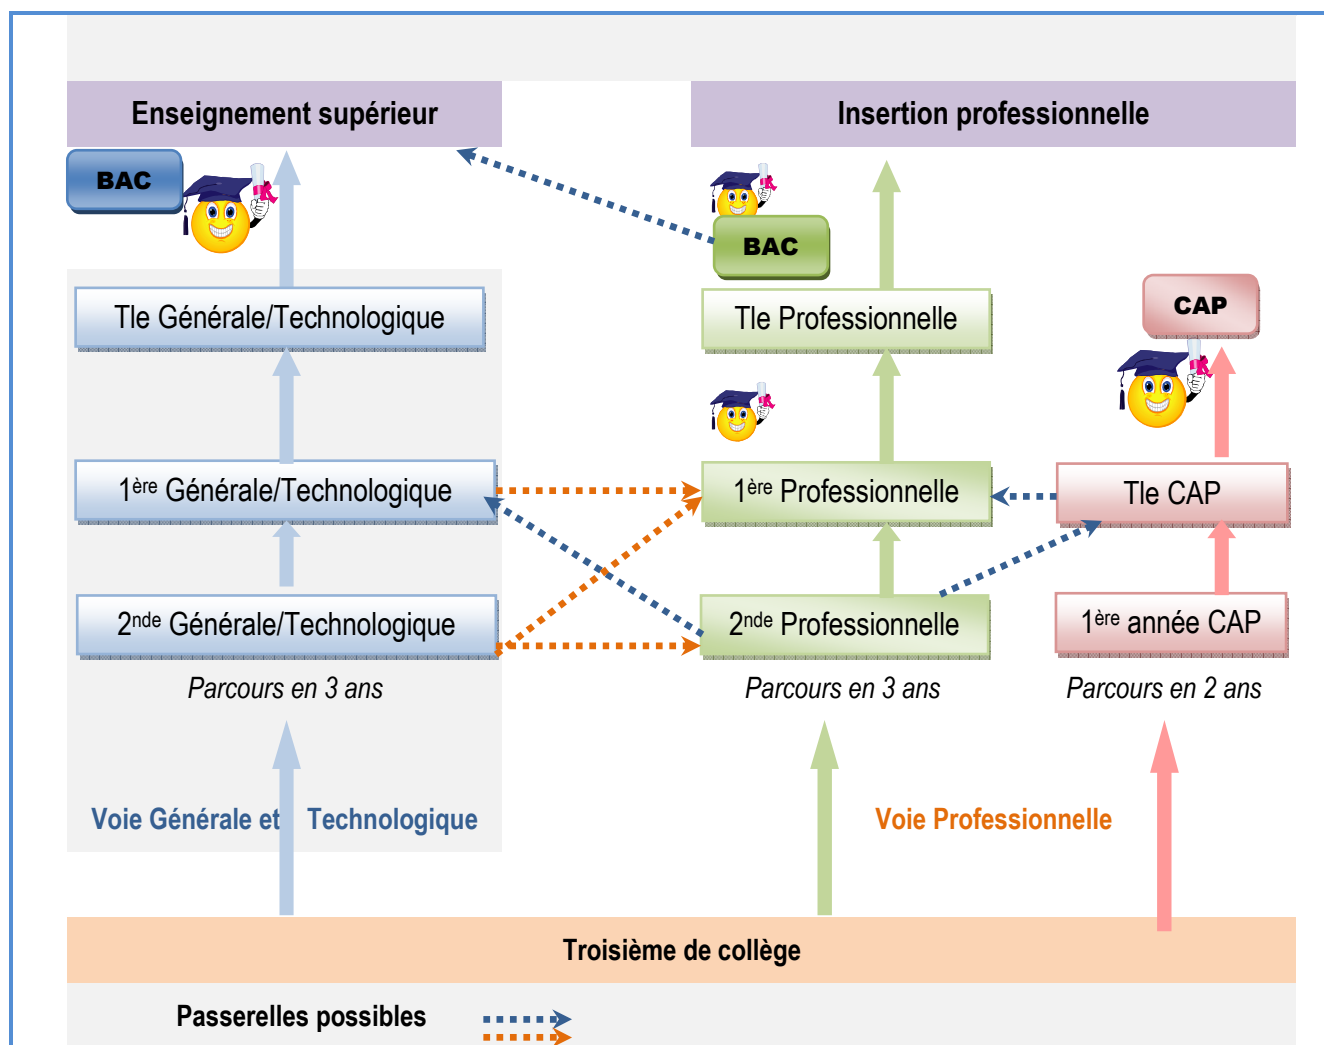 Enseignement supérieur
Insertion professionnelle
BAC
BAC
Tle Générale/Technologique
Tle Professionnelle
CAP
1ère Générale/Technologique
1ère Professionnelle
Tle CAP
2nde Générale/Technologique
2nde Professionnelle
1ère année CAP
Parcours en 3 ans
Parcours en 3 ans
Parcours en 2 ans
Voie Générale et Technologique
Voie Professionnelle
Troisième de collège
Passerelles possibles